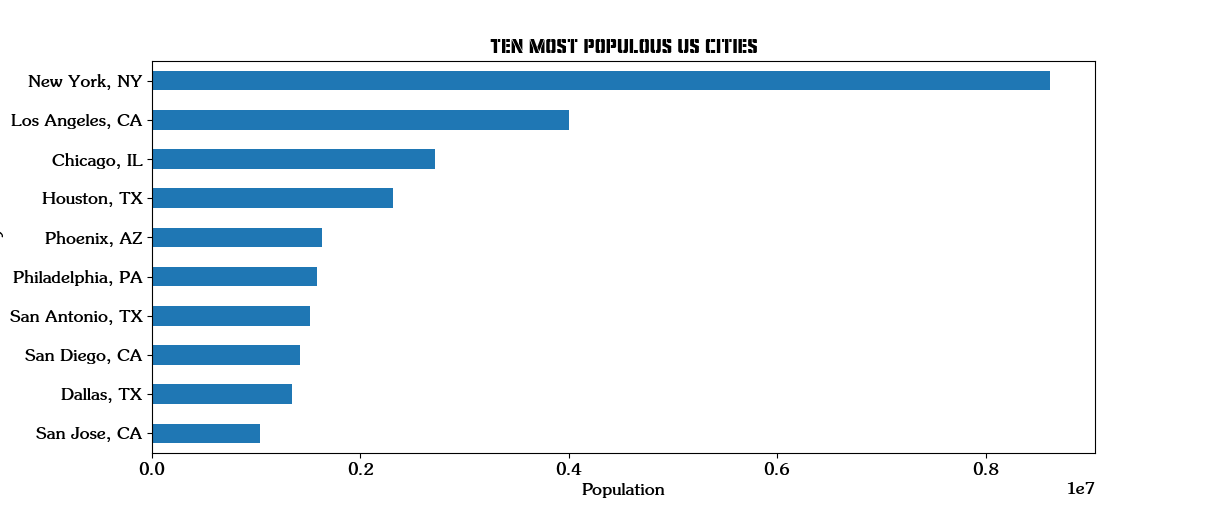 TEN MOST POPULOUS US CITIES
New York, NY
Los Angeles, CA
Chicago, IL
Houston, TX
Phoenix, AZ
Philadelphia, PA
San Antonio, TX
San Diego, CA
Dallas, TX
San Jose, CA
0.0 0.2 0.4 0.6 0.8
1e7
Population